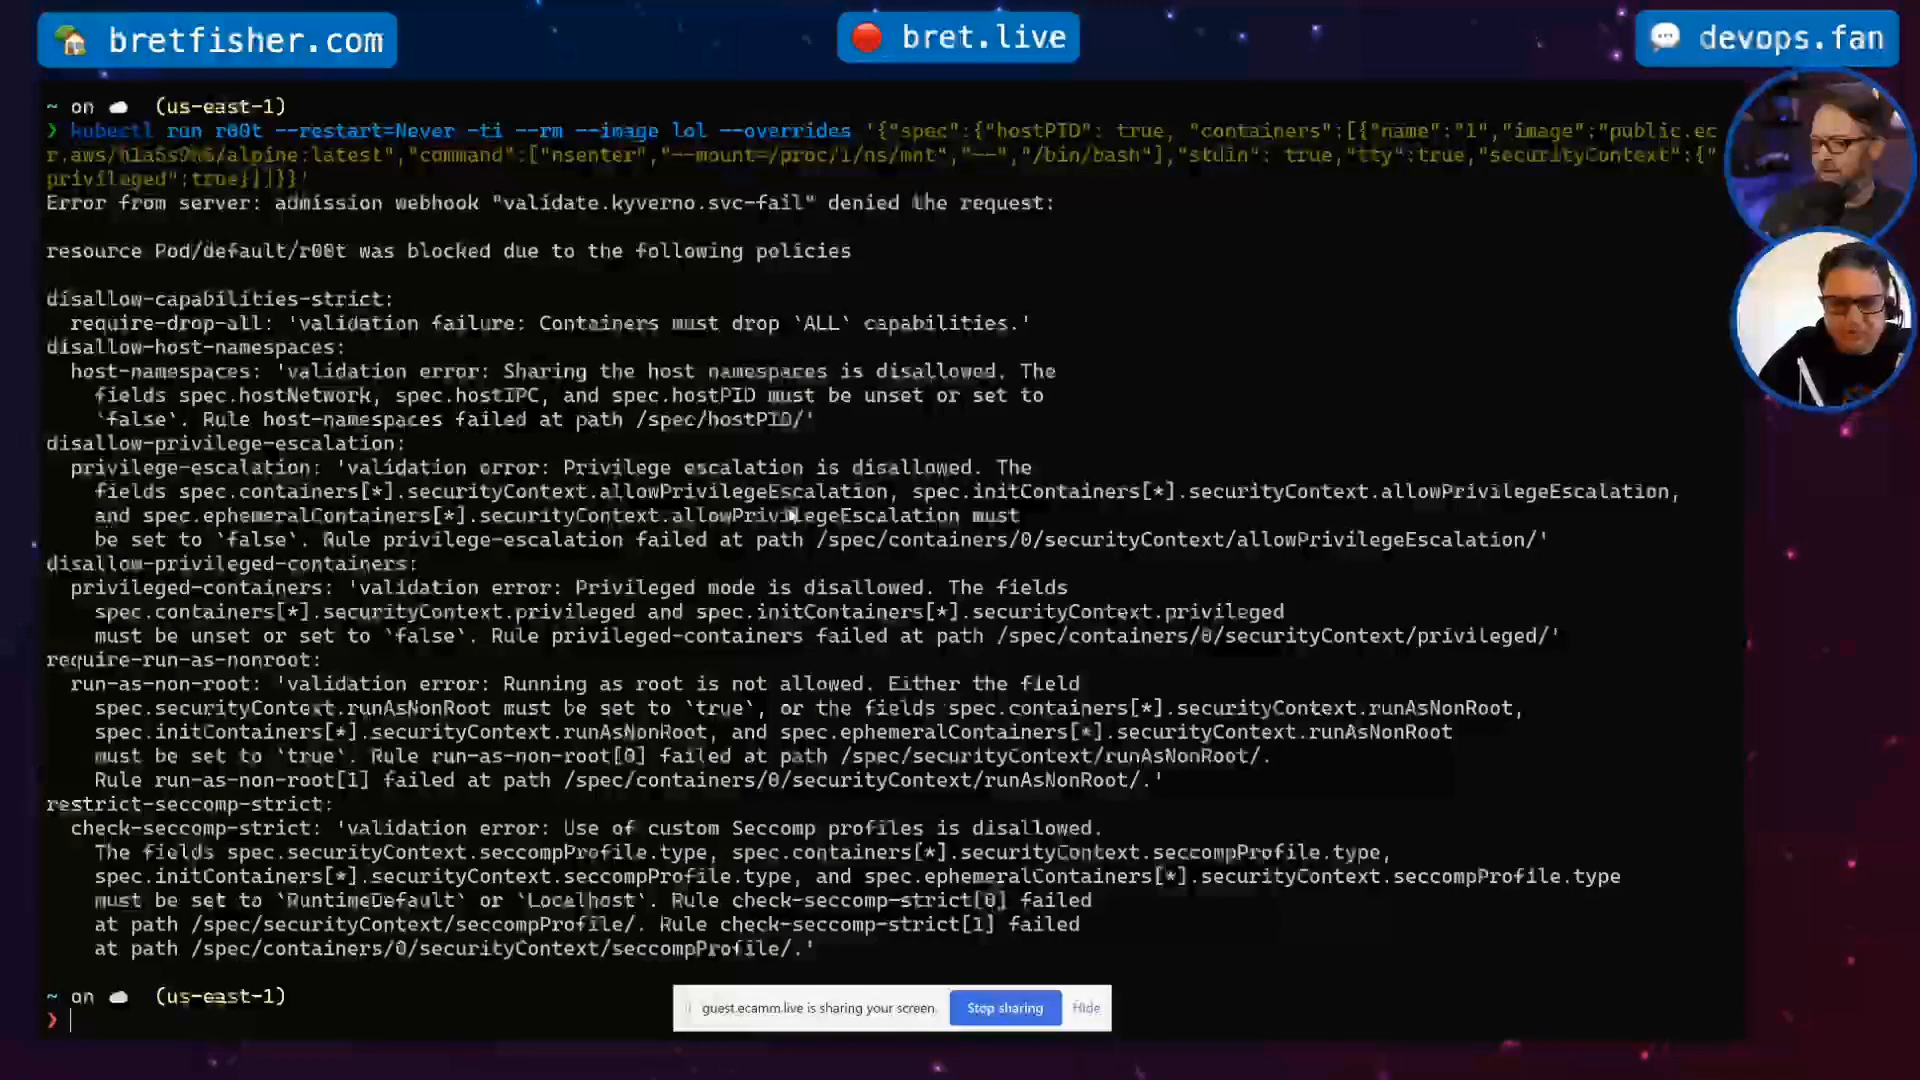 bretfisher.com
bret.live
devops.fan
~ on (us-east-1)
❯ kubectl run r00t --restart=Never -ti --rm --image lol --overrides '{"spec":{"hostPID": true, "containers":[{"name":"1","image":"public.ec
r.aws/h1a5s9h8/alpine:latest","command":["nsenter","--mount=/proc/1/ns/mnt","--","/bin/bash"],"stdin": true,"tty":true,"securityContext":{"
privileged":true}}]}}'
Error from server: admission webhook "validate.kyverno.svc-fail" denied the request:
resource Pod/default/r00t was blocked due to the following policies
disallow-capabilities-strict:
require-drop-all: 'validation failure: Containers must drop `ALL` capabilities.'
disallow-host-namespaces:
host-namespaces: 'validation error: Sharing the host namespaces is disallowed. The
fields spec.hostNetwork, spec.hostIPC, and spec.hostPID must be unset or set to
`false`. Rule host-namespaces failed at path /spec/hostPID/'
disallow-privilege-escalation:
privilege-escalation: 'validation error: Privilege escalation is disallowed. The
fields spec.containers[*].securityContext.allowPrivilegeEscalation, spec.initContainers[*].securityContext.allowPrivilegeEscalation,
and spec.ephemeralContainers[*].securityContext.allowPrivilegeEscalation must
be set to `false`. Rule privilege-escalation failed at path /spec/containers/0/securityContext/allowPrivilegeEscalation/'
disallow-privileged-containers:
privileged-containers: 'validation error: Privileged mode is disallowed. The fields
spec.containers[*].securityContext.privileged and spec.initContainers[*].securityContext.privileged
must be unset or set to `false`. Rule privileged-containers failed at path /spec/containers/0/securityContext/privileged/'
require-run-as-nonroot:
run-as-non-root: 'validation error: Running as root is not allowed. Either the field
spec.securityContext.runAsNonRoot must be set to `true`, or the fields spec.containers[*].securityContext.runAsNonRoot,
spec.initContainers[*].securityContext.runAsNonRoot, and spec.ephemeralContainers[*].securityContext.runAsNonRoot
must be set to `true`. Rule run-as-non-root[0] failed at path /spec/securityContext/runAsNonRoot/.
Rule run-as-non-root[1] failed at path /spec/containers/0/securityContext/runAsNonRoot/.'
restrict-seccomp-strict:
check-seccomp-strict: 'validation error: Use of custom Seccomp profiles is disallowed.
The fields spec.securityContext.seccompProfile.type, spec.containers[*].securityContext.seccompProfile.type,
spec.initContainers[*].securityContext.seccompProfile.type, and spec.ephemeralContainers[*].securityContext.seccompProfile.type
must be set to `RuntimeDefault` or `Localhost`. Rule check-seccomp-strict[0] failed
at path /spec/securityContext/seccompProfile/. Rule check-seccomp-strict[1] failed
at path /spec/containers/0/securityContext/seccompProfile/.'
~ on (us-east-1)
❯
guest.ecamm.live is sharing your screen.
Stop sharing
Hide